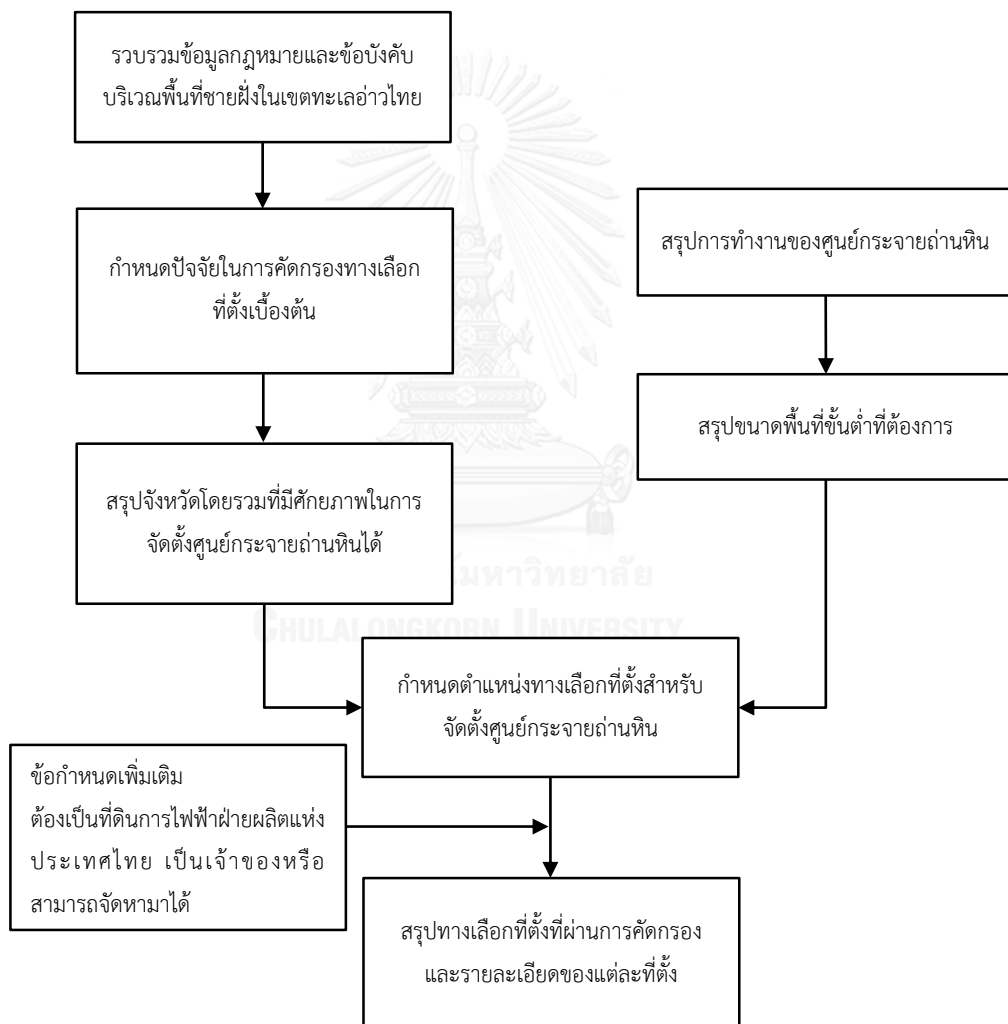 รวบรวมข้อมูลกฎหมายและข้อบังคับ
บริเวณพื้นที่ชายฝั่งในเขตทะเลอ่าวไทย
กำหนดปัจจัยในการคัดกรองทางเลือก
ที่ตั้งเบื้องต้น
สรุปจังหวัดโดยรวมที่มีศักยภาพในการ
จัดตั้งศูนย์กระจายถ่านหินได้
สรุปการทำงานของศูนย์กระจายถ่านหิน
สรุปขนาดพื้นที่ขั้นต่ำที่ต้องการ
มหาวิทยาลัย
CHULALONGKORN UNIVERSITY
กำหนดตำแหน่งทางเลือกที่ตั้งสำหรับ
จัดตั้งศูนย์กระจายถ่านหิน
ข้อกำหนดเพิ่มเติม
ต้องเป็นที่ดินการไฟฟ้าฝ่ายผลิตแห่ง
ประเทศไทย เป็นเจ้าของหรือ
สามารถจัดหามาได้
สรุปทางเลือกที่ตั้งที่ผ่านการคัดกรอง
และรายละเอียดของแต่ละที่ตั้ง